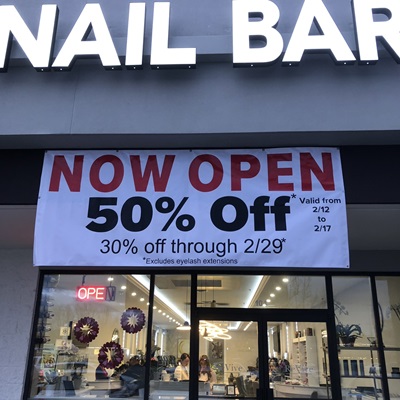 NAIL BAR
NOW OPEN
50% Off*
Valid from
2/12
to
2/17
30% off through 2/29*
*Excludes eyelash extensions
OPEN
Vive